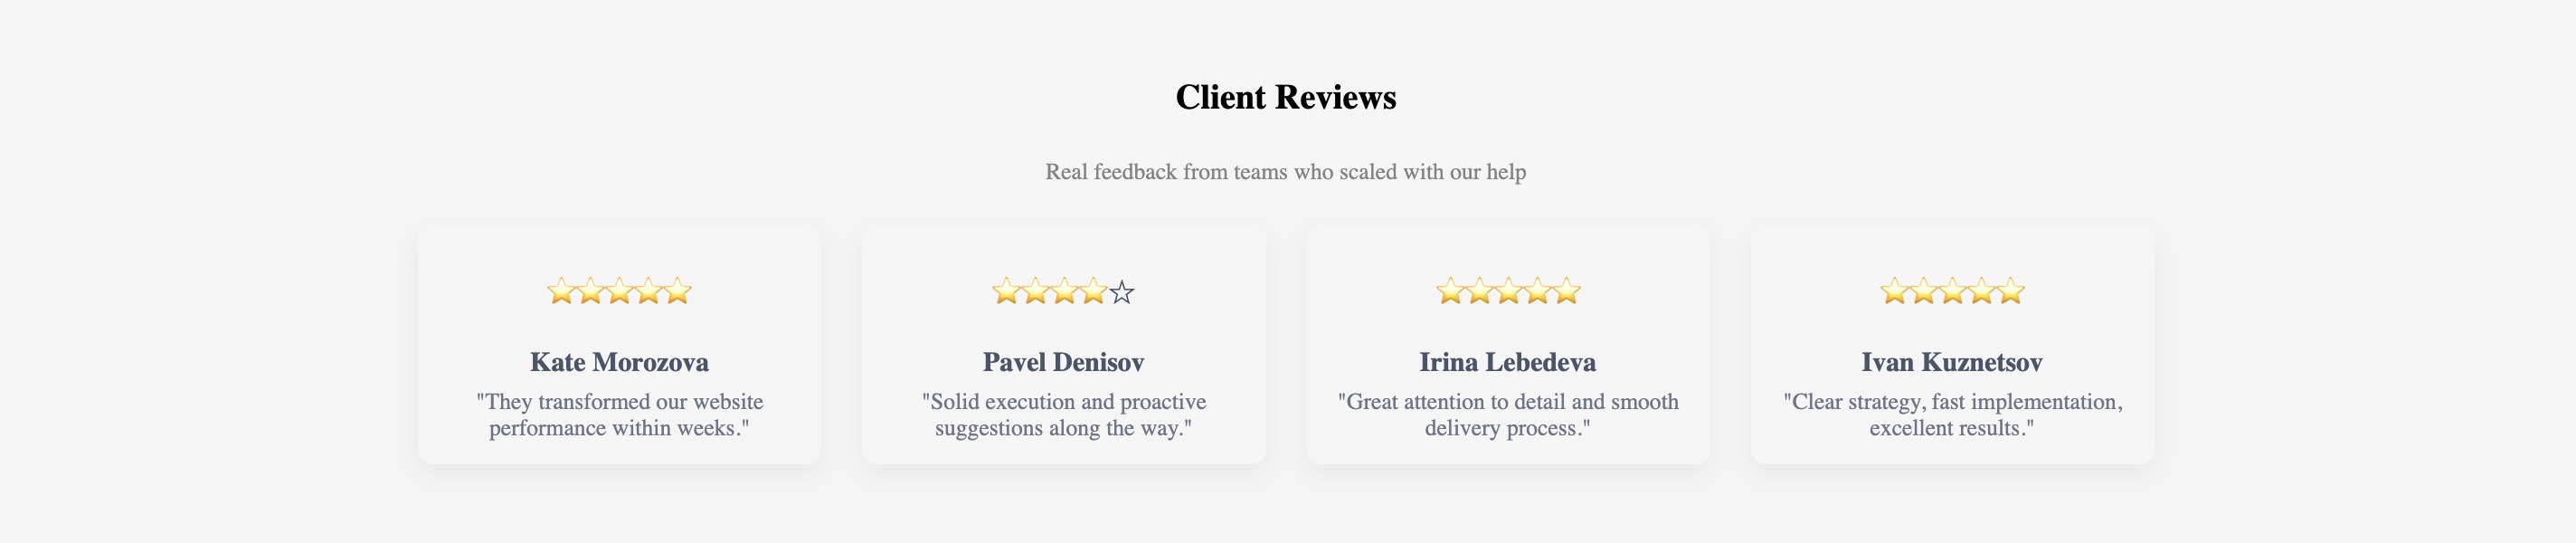 Client Reviews
Real feedback from teams who scaled with our help
⭐⭐⭐⭐⭐
Kate Morozova
"They transformed our website
performance within weeks."
⭐⭐⭐⭐☆
Pavel Denisov
"Solid execution and proactive
suggestions along the way."
⭐⭐⭐⭐⭐
Irina Lebedeva
"Great attention to detail and smooth
delivery process."
⭐⭐⭐⭐⭐
Ivan Kuznetsov
"Clear strategy, fast implementation,
excellent results."